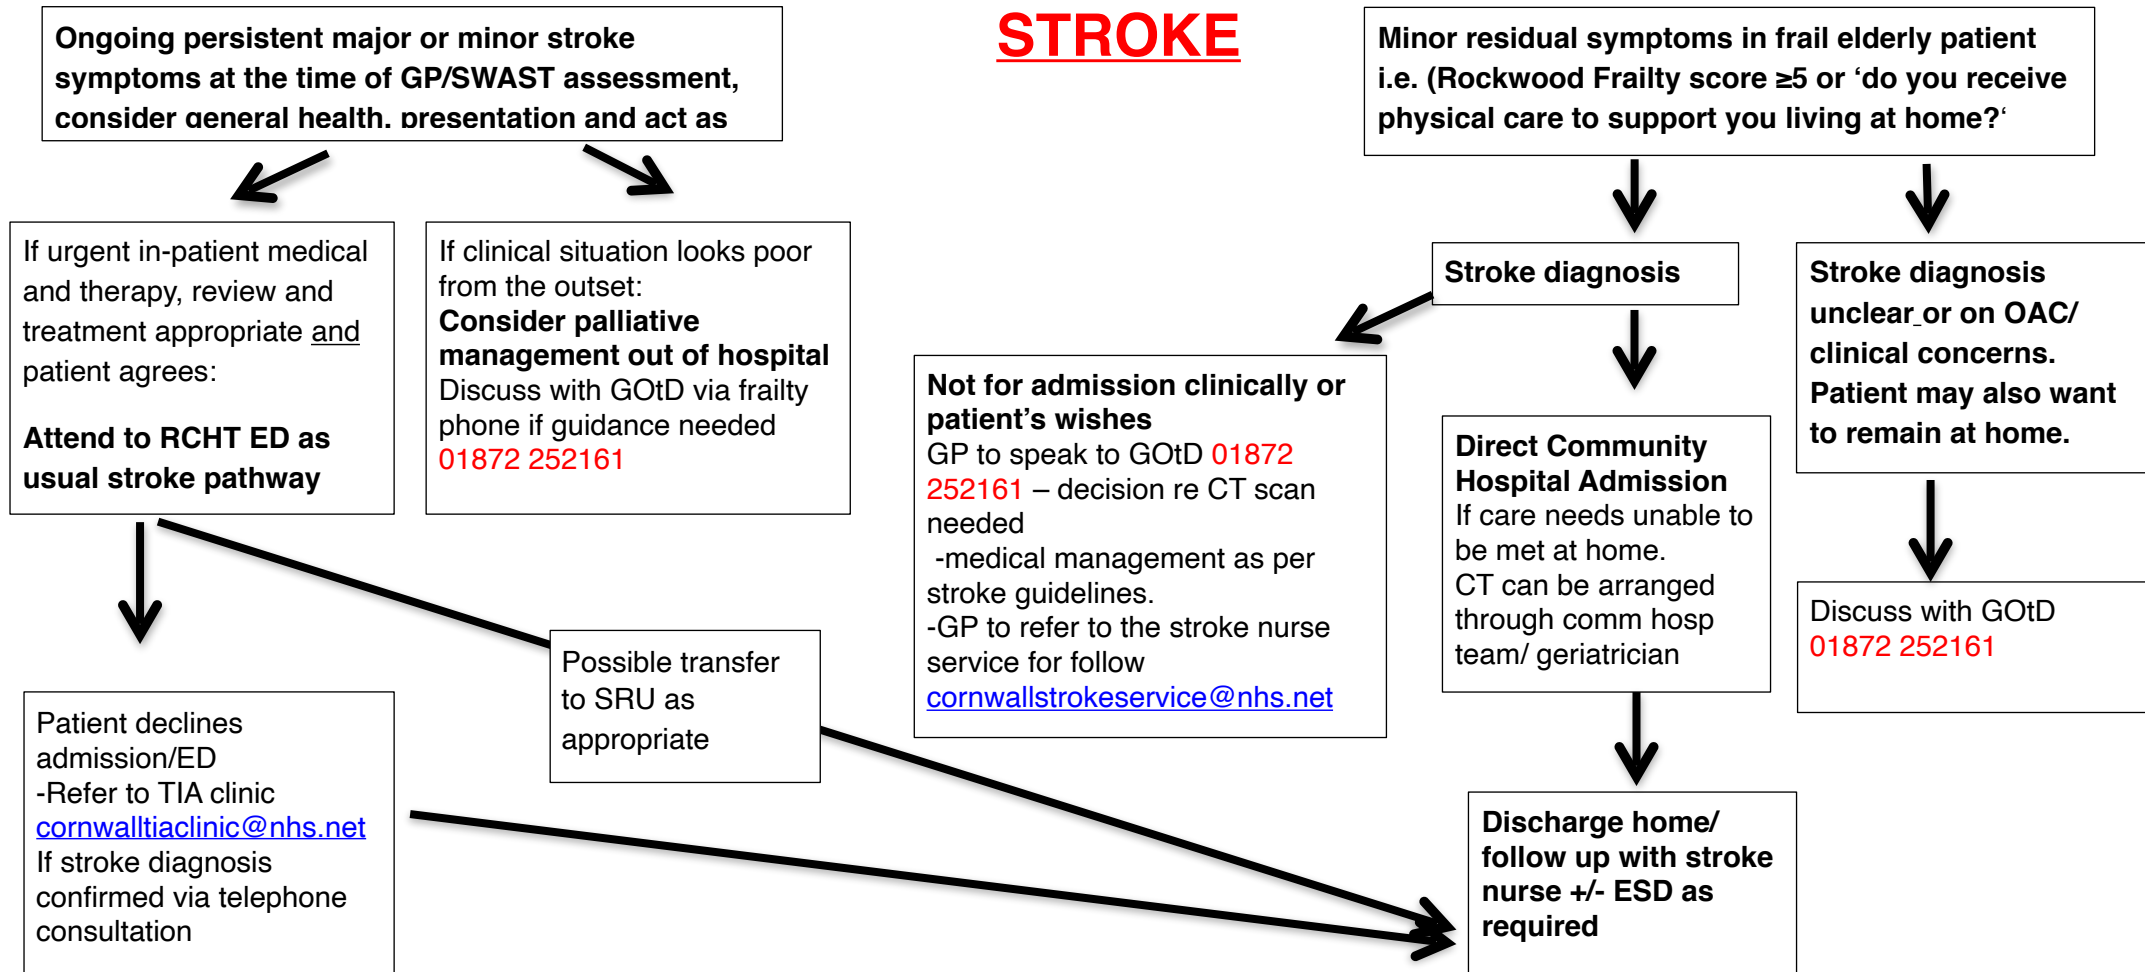 STROKE
Ongoing persistent major or minor stroke
symptoms at the time of GP/SWAST assessment,
consider general health, presentation and act as
Minor residual symptoms in frail elderly patient
i.e. (Rockwood Frailty score ≥5 or ‘do you receive
physical care to support you living at home?‘
If urgent in-patient medical
and therapy, review and
treatment appropriate and
patient agrees:
Attend to RCHT ED as
usual stroke pathway
If clinical situation looks poor
from the outset:
Consider palliative
management out of hospital
Discuss with GOtD via frailty
phone if guidance needed
01872 252161
Stroke diagnosis
Stroke diagnosis
unclear or on OAC/
clinical concerns.
Patient may also want
to remain at home.
Not for admission clinically or
patient’s wishes
GP to speak to GOtD 01872
252161 – decision re CT scan
needed
-medical management as per
stroke guidelines.
-GP to refer to the stroke nurse
service for follow
cornwallstrokeservice@nhs.net
Direct Community
Hospital Admission
If care needs unable to
be met at home.
CT can be arranged
through comm hosp
team/ geriatrician
Discuss with GOtD
01872 252161
Possible transfer
to SRU as
appropriate
Patient declines
admission/ED
-Refer to TIA clinic
cornwalltiaclinic@nhs.net
If stroke diagnosis
confirmed via telephone
consultation
Discharge home/
follow up with stroke
nurse +/- ESD as
required